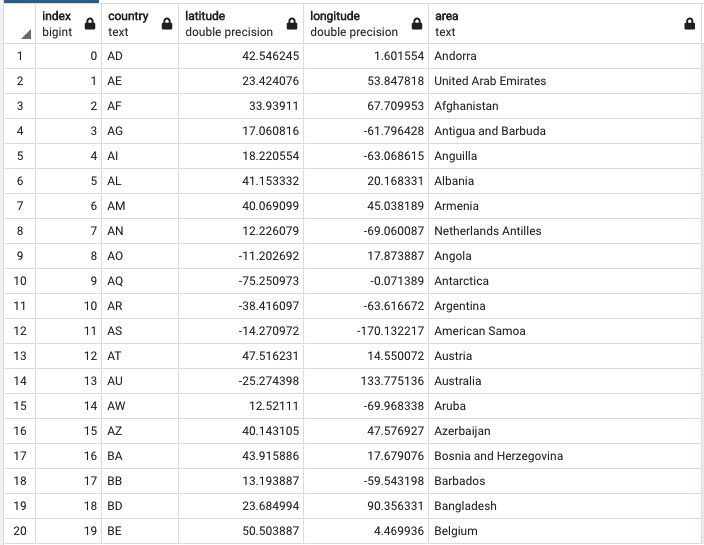 index country latitude longitude area
bigint text double precision double precision text
1 0 AD 42.546245 1.601554 Andorra
2 1 AE 23.424076 53.847818 United Arab Emirates
3 2 AF 33.93911 67.709953 Afghanistan
4 3 AG 17.060816 -61.796428 Antigua and Barbuda
5 4 AI 18.220554 -63.068615 Anguilla
6 5 AL 41.153332 20.168331 Albania
7 6 AM 40.069099 45.038189 Armenia
8 7 AN 12.226079 -69.060087 Netherlands Antilles
9 8 AO -11.202692 17.873887 Angola
10 9 AQ -75.250973 -0.071389 Antarctica
11 10 AR -38.416097 -63.616672 Argentina
12 11 AS -14.270972 -170.132217 American Samoa
13 12 AT 47.516231 14.550072 Austria
14 13 AU -25.274398 133.775136 Australia
15 14 AW 12.52111 -69.968338 Aruba
16 15 AZ 40.143105 47.576927 Azerbaijan
17 16 BA 43.915886 17.679076 Bosnia and Herzegovina
18 17 BB 13.193887 -59.543198 Barbados
19 18 BD 23.684994 90.356331 Bangladesh
20 19 BE 50.503887 4.469936 Belgium